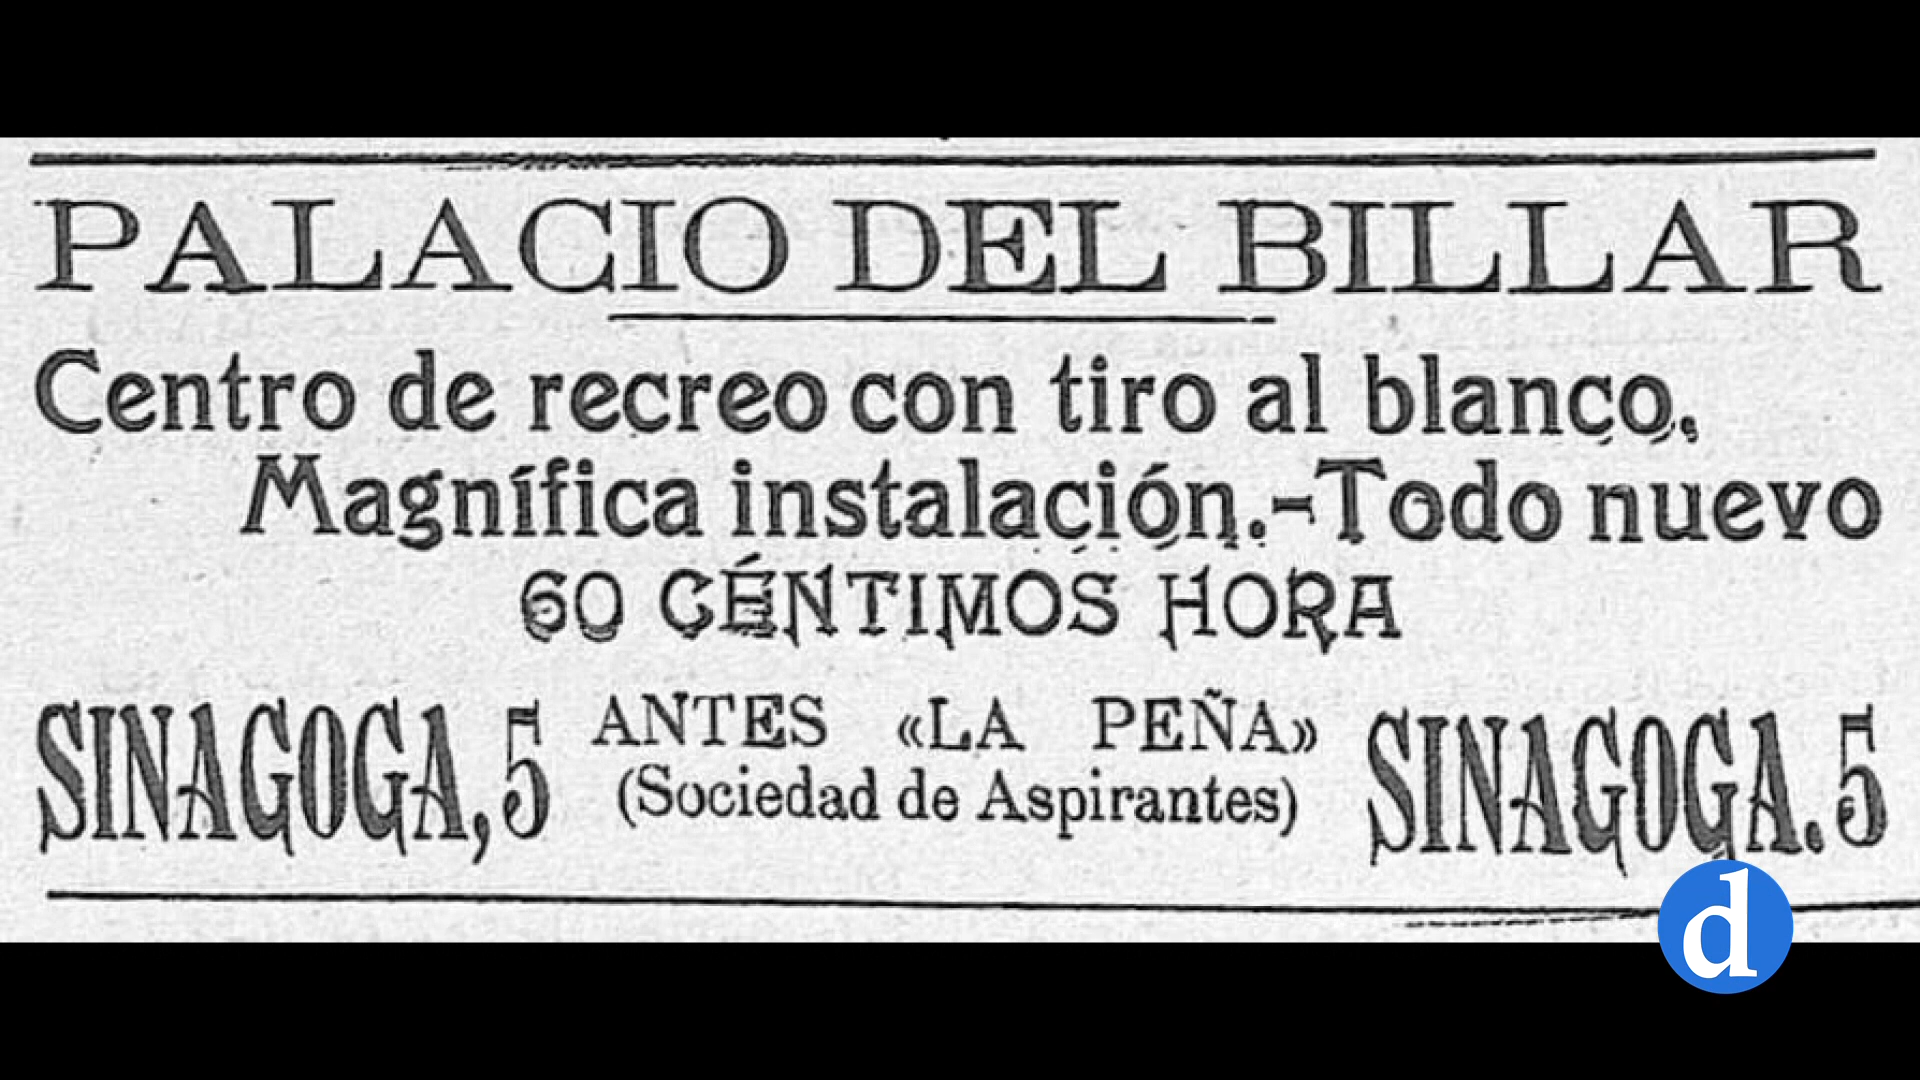 PALACIO DEL BILLAR
Centro de recreo con tiro al blanco.
Magnífica instalación.-Todo nuevo
60 CÉNTIMOS HORA
SINAGOGA, 5
ANTES «LA PEÑA»
(Sociedad de Aspirantes)
SINAGOGA. 5
d